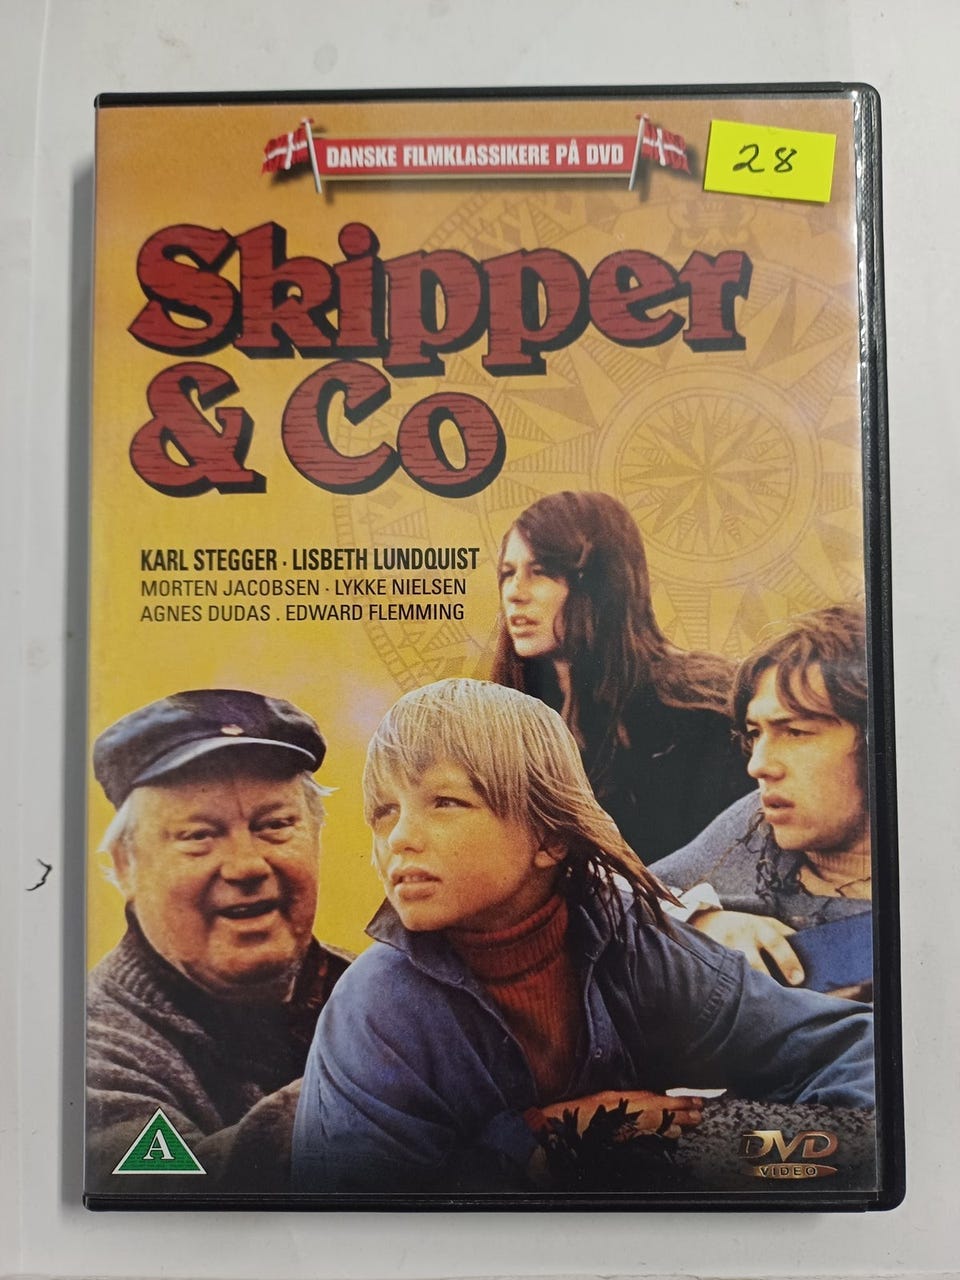 DANSKE FILMKLASSIKERE PÅ DVD
28
Skipper
& Co
KARL STEGGER · LISBETH LUNDQUIST
MORTEN JACOBSEN · LYKKE NIELSEN
AGNES DUDAS . EDWARD FLEMMING
A
DVD
VIDEO